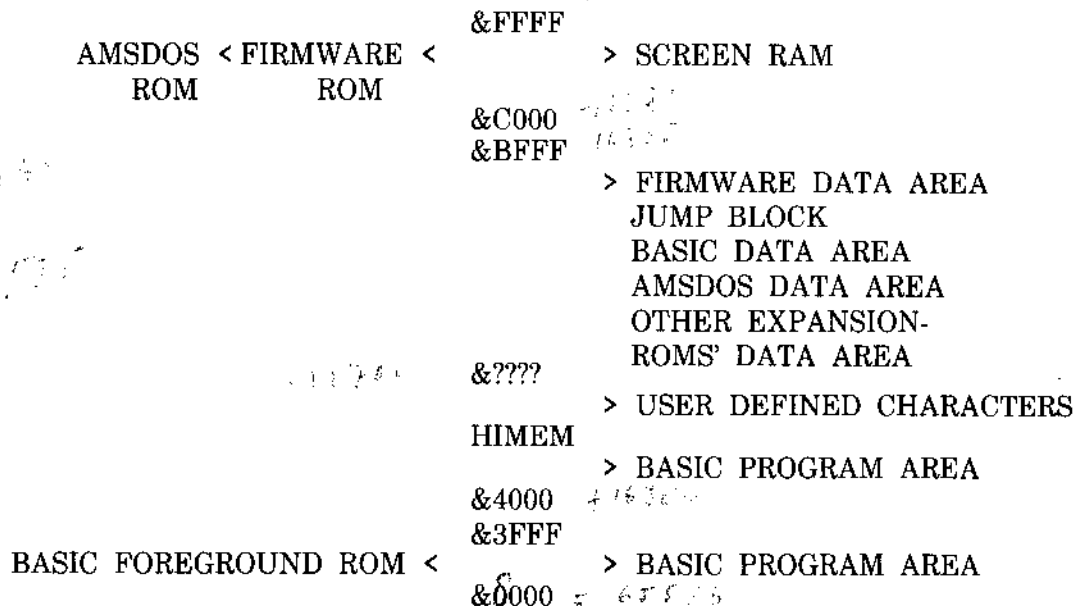 &FFFF
AMSDOS < FIRMWARE < > SCREEN RAM
ROM ROM
&C000
&BFFF
> FIRMWARE DATA AREA
JUMP BLOCK
BASIC DATA AREA
AMSDOS DATA AREA
OTHER EXPANSION-
ROMS' DATA AREA
&????
> USER DEFINED CHARACTERS
HIMEM
> BASIC PROGRAM AREA
&4000
&3FFF
BASIC FOREGROUND ROM < > BASIC PROGRAM AREA
&0000